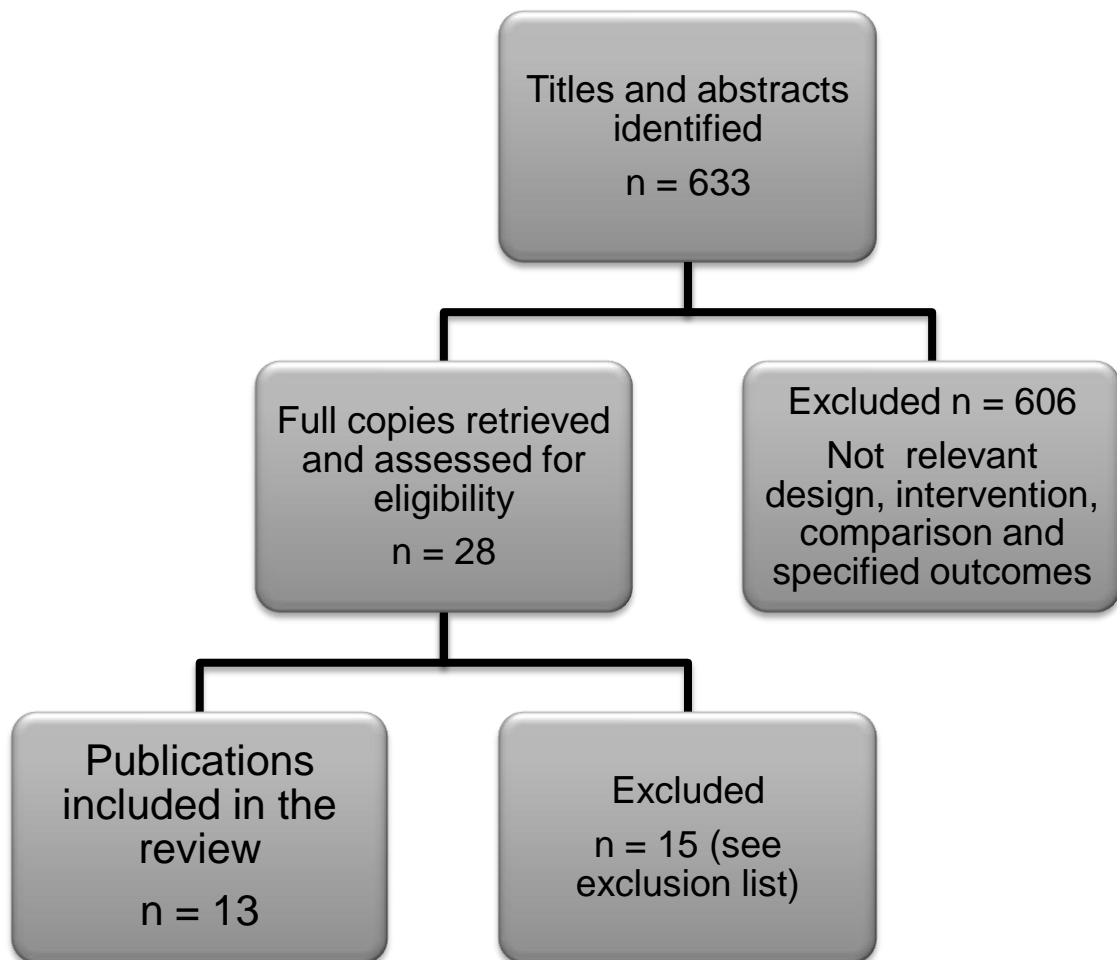 Titles and abstracts
identified
n = 633
Full copies retrieved
and assessed for
eligibility
n = 28
Excluded n = 606
Not relevant
design, intervention,
comparison and
specified outcomes
Publications
included in the
review
n = 13
Excluded
n = 15 (see
exclusion list)